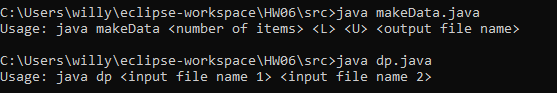 C:\Users\willy\eclipse-workspace\HW06\src>java makeData.java
Usage: java makeData <number of items> <L> <U> <output file name>
C:\Users\willy\eclipse-workspace\HW06\src>java dp.java
Usage: java dp <input file name 1> <input file name 2>